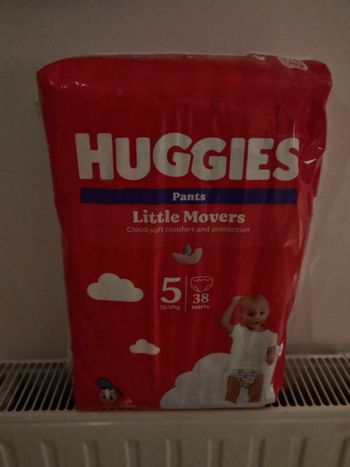 HUGGIES
Pants
Little Movers
Cloud soft comfort and protection
5
12-17kg
38
PANTS